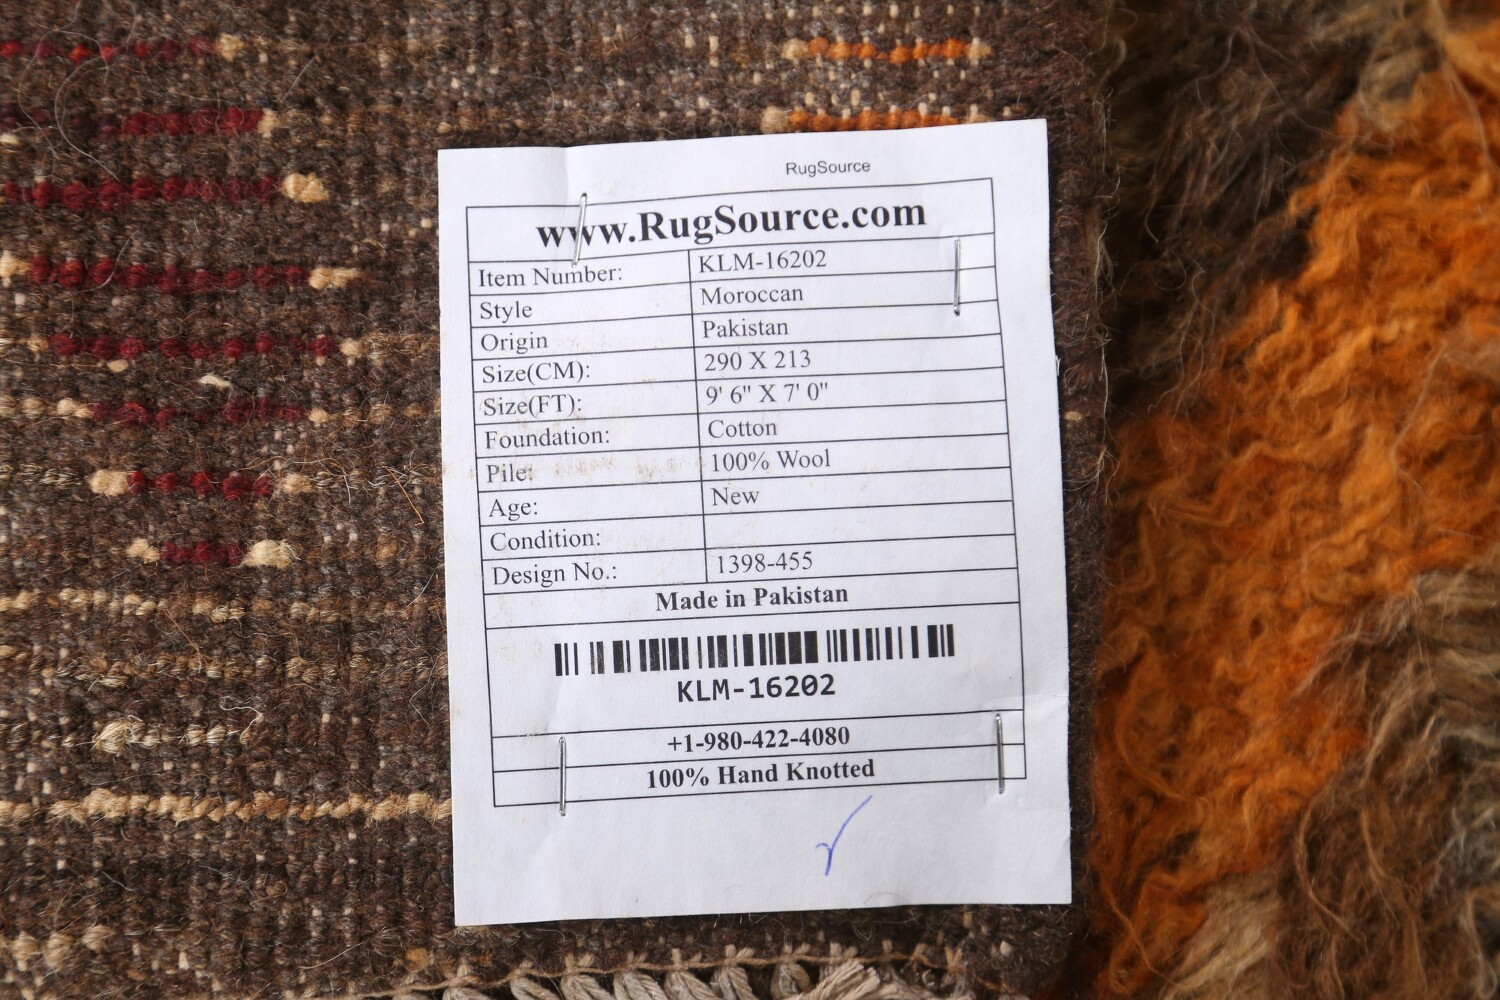 RugSource
www.RugSource.com
Item Number: KLM-16202
Style Moroccan
Origin Pakistan
Size(CM): 290 X 213
Size(FT): 9' 6" X 7' 0"
Foundation: Cotton
Pile: 100% Wool
Age: New
Condition:
Design No.: 1398-455
Made in Pakistan
KLM-16202
+1-980-422-4080
100% Hand Knotted